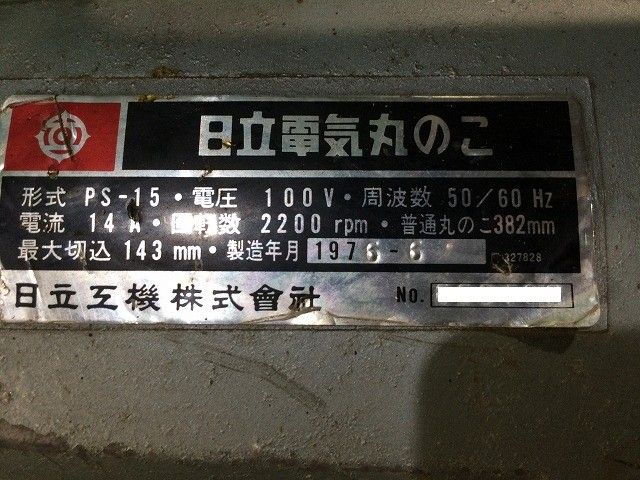 日立電気丸のこ
形式 PS-15・電圧 100V・周波数 50/60 Hz
電流 14A・回転数 2200 rpm・普通丸のこ382mm
最大切込 143 mm・製造年月 1976-6
327828
日立工機株式會社 No.